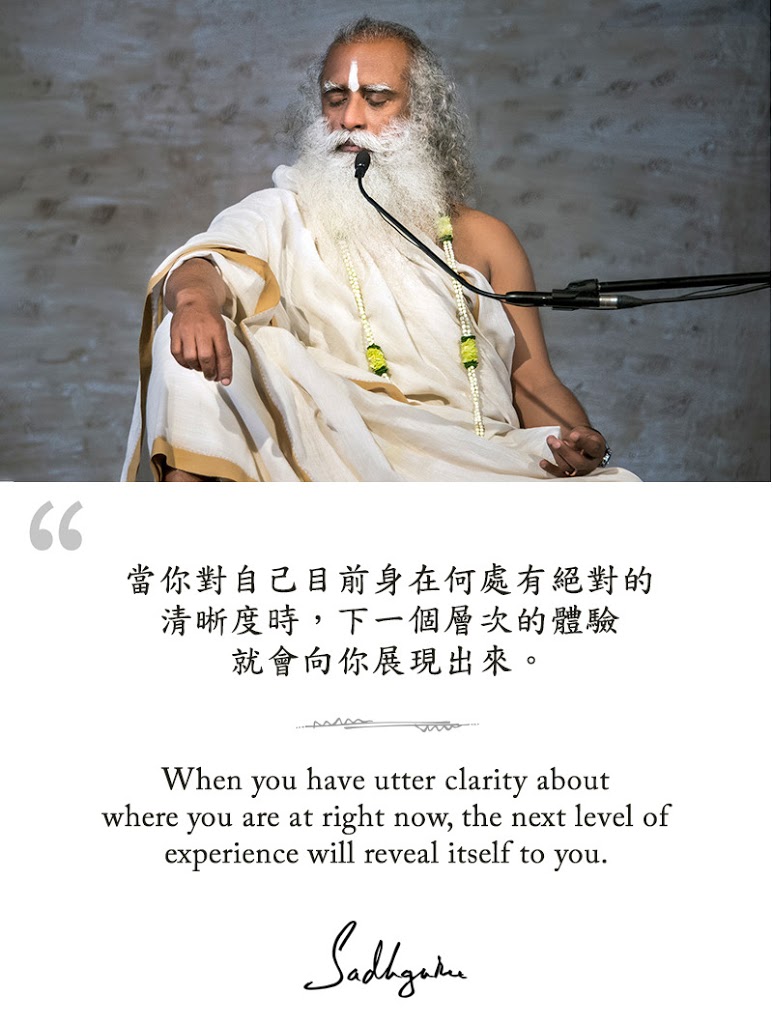 “
當你對自己目前身在何處有絕對的
清晰度時，下一個層次的體驗
就會向你展現出來。
When you have utter clarity about
where you are at right now, the next level of
experience will reveal itself to you.
Sadhguru